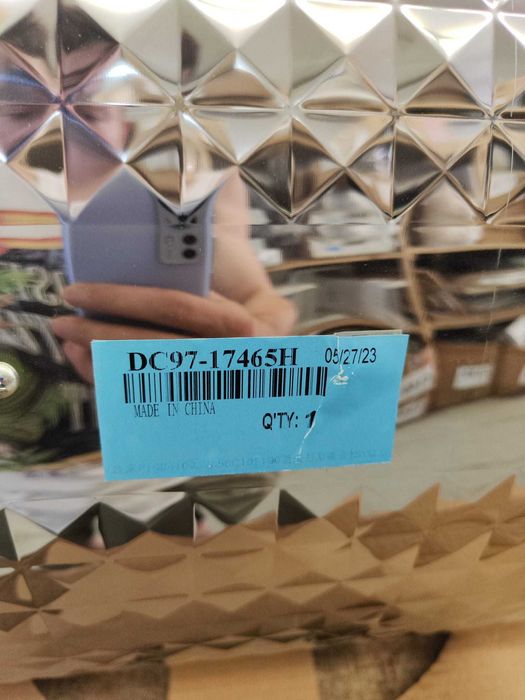 DC97-17465H 05/27/23
MADE IN CHINA
Q'TY: 1